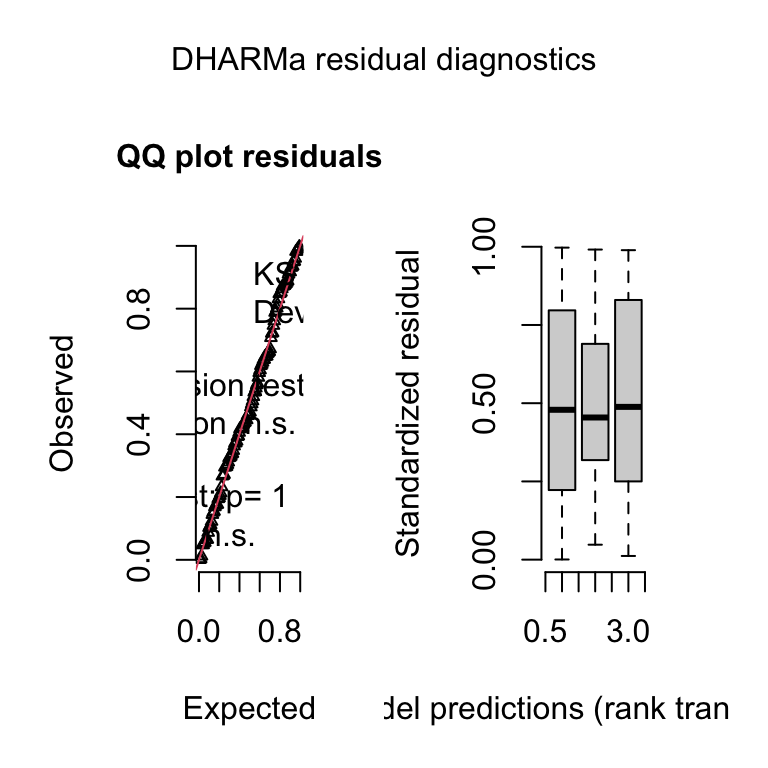 DHARMa residual diagnostics
QQ plot residuals
KS
Dev
sion test
on n.s.
st: p= 1
n.s.
Observed
0.0 0.4 0.8
0.0 0.8
Expected
Standardized residual
0.00 0.50 1.00
0.5 3.0
del predictions (rank tran